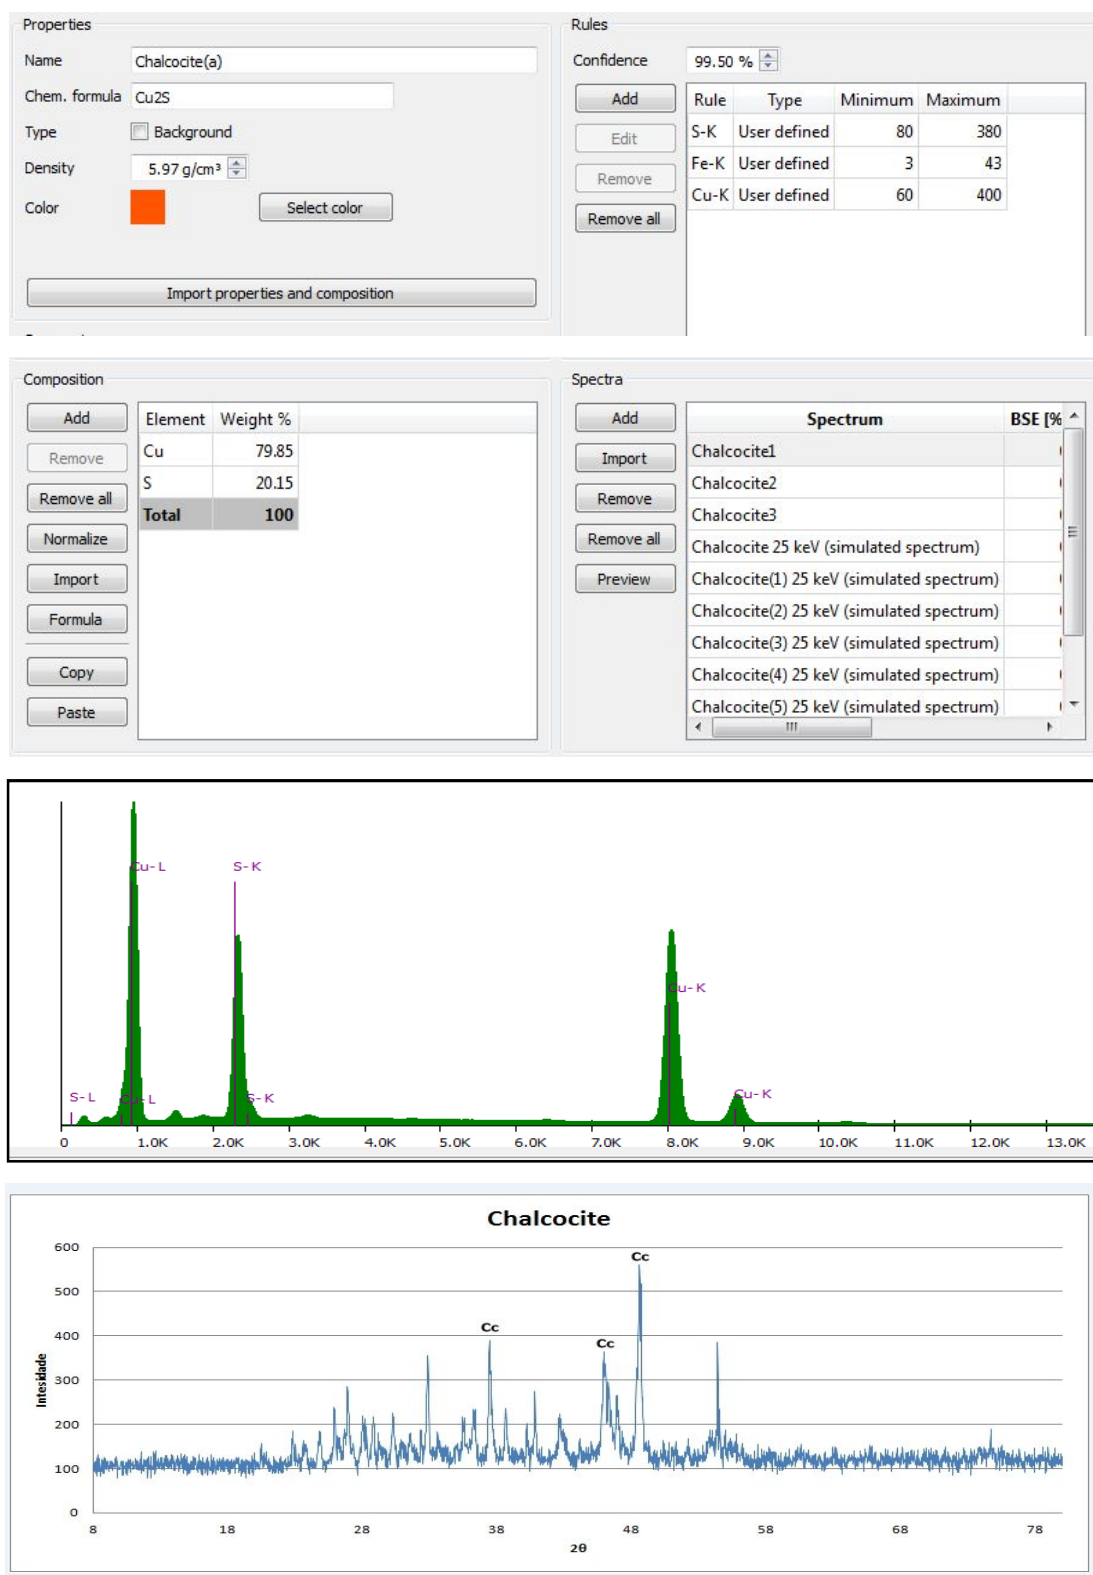 Properties
Name Chalcocite(a)
Chem. formula Cu2S
Type Background
Density 5.97 g/cm³
Color Select color
Import properties and composition
Rules
Confidence 99.50 %
Add
Edit
Remove
Remove all
Rule Type Minimum Maximum
S-K User defined 80 380
Fe-K User defined 3 43
Cu-K User defined 60 400
Composition
Add
Remove
Remove all
Normalize
Import
Formula
Copy
Paste
Element Weight %
Cu 79.85
S 20.15
Total 100
Spectra
Add
Import
Remove
Remove all
Preview
Spectrum BSE [%
Chalcocite1
Chalcocite2
Chalcocite3
Chalcocite 25 keV (simulated spectrum)
Chalcocite(1) 25 keV (simulated spectrum)
Chalcocite(2) 25 keV (simulated spectrum)
Chalcocite(3) 25 keV (simulated spectrum)
Chalcocite(4) 25 keV (simulated spectrum)
Chalcocite(5) 25 keV (simulated spectrum)
Cu-L S-K
Cu-K
S-L Cu-L S-K Cu-K
0 1.0K 2.0K 3.0K 4.0K 5.0K 6.0K 7.0K 8.0K 9.0K 10.0K 11.0K 12.0K 13.0K
Chalcocite
600
500
400
300
200
100
0
Intesidade
Cc
Cc
Cc
8 18 28 38 48 58 68 78
2θ